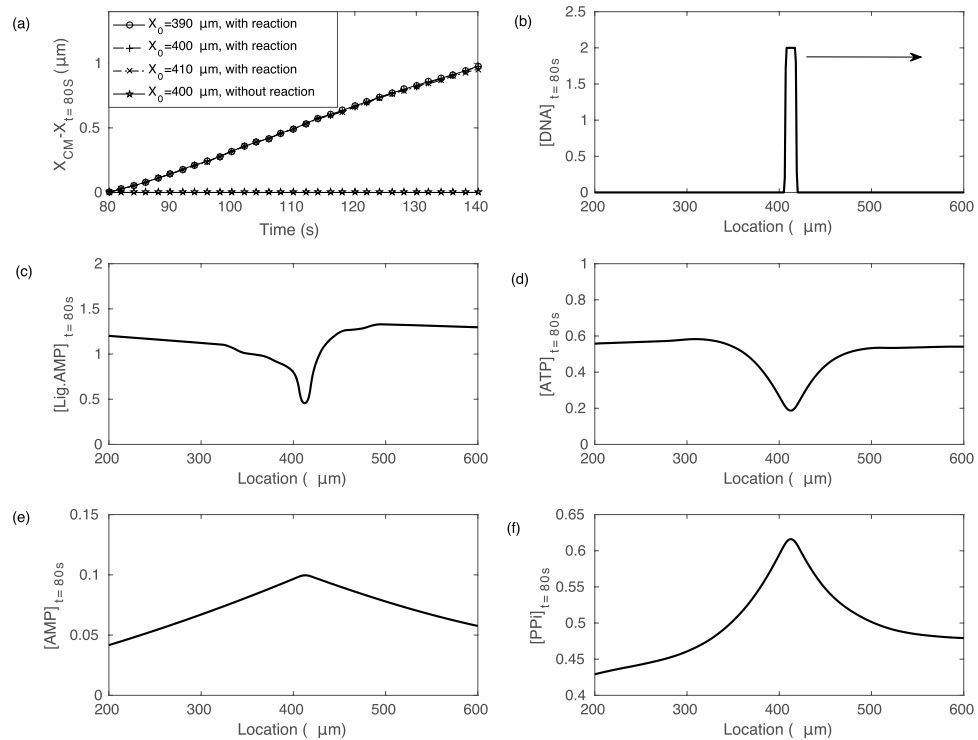 (a)
X_CM-X_t= 80S (μm)
1
0.5
0
X_0=390 μm, with reaction
X_0=400 μm, with reaction
X_0=410 μm, with reaction
X_0=400 μm, without reaction
80 90 100 110 120 130 140
Time (s)
(b)
[DNA]_t= 80s
2.5
2
1.5
1
0.5
0
200 300 400 500 600
Location ( μm)
(c)
[Lig.AMP]_t= 80s
2
1.5
1
0.5
0
200 300 400 500 600
Location ( μm)
(d)
[ATP]_t= 80s
1
0.8
0.6
0.4
0.2
0
200 300 400 500 600
Location ( μm)
(e)
[AMP]_t= 80s
0.15
0.1
0.05
0
200 300 400 500 600
Location ( μm)
(f)
[PPi]_t= 80s
0.65
0.6
0.55
0.5
0.45
0.4
200 300 400 500 600
Location ( μm)